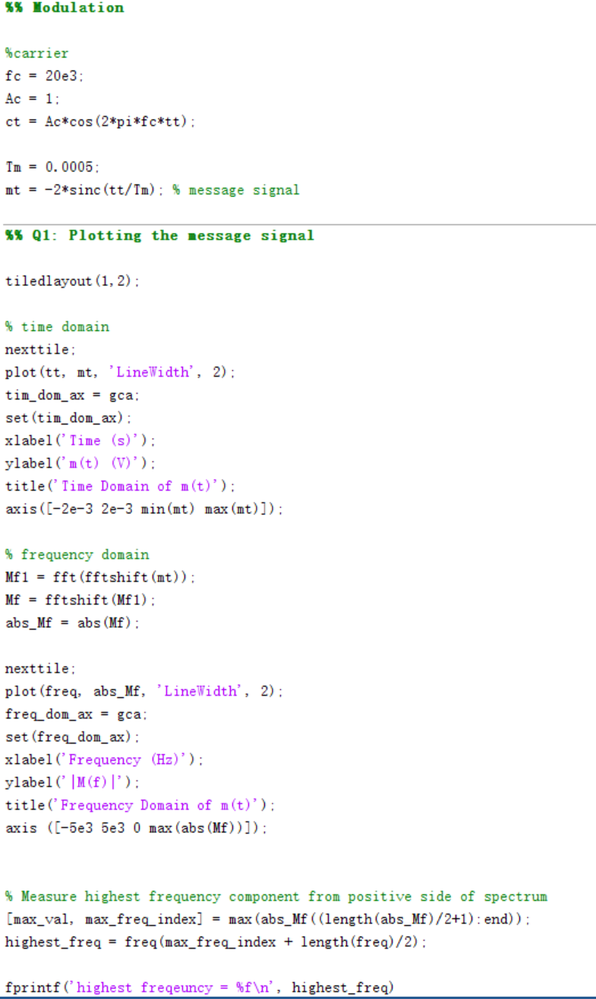 %% Modulation
%carrier
fc = 20e3;
Ac = 1;
ct = Ac*cos(2*pi*fc*tt);
Tm = 0.0005;
mt = -2*sinc(tt/Tm); % message signal
%% Q1: Plotting the message signal
tiledlayout(1,2);
% time domain
nexttile;
plot(tt, mt, 'LineWidth', 2);
tim_dom_ax = gca;
set(tim_dom_ax);
xlabel('Time (s)');
ylabel('m(t) (V)');
title('Time Domain of m(t)');
axis([-2e-3 2e-3 min(mt) max(mt)]);
% frequency domain
Mf1 = fft(fftshift(mt));
Mf = fftshift(Mf1);
abs_Mf = abs(Mf);
nexttile;
plot(freq, abs_Mf, 'LineWidth', 2);
freq_dom_ax = gca;
set(freq_dom_ax);
xlabel('Frequency (Hz)');
ylabel('|M(f)|');
title('Frequency Domain of m(t)');
axis ([-5e3 5e3 0 max(abs(Mf))]);
% Measure highest frequency component from positive side of spectrum
[max_val, max_freq_index] = max(abs_Mf((length(abs_Mf)/2+1):end));
highest_freq = freq(max_freq_index + length(freq)/2);
fprintf('highest freqeuncy = %f\n', highest_freq)